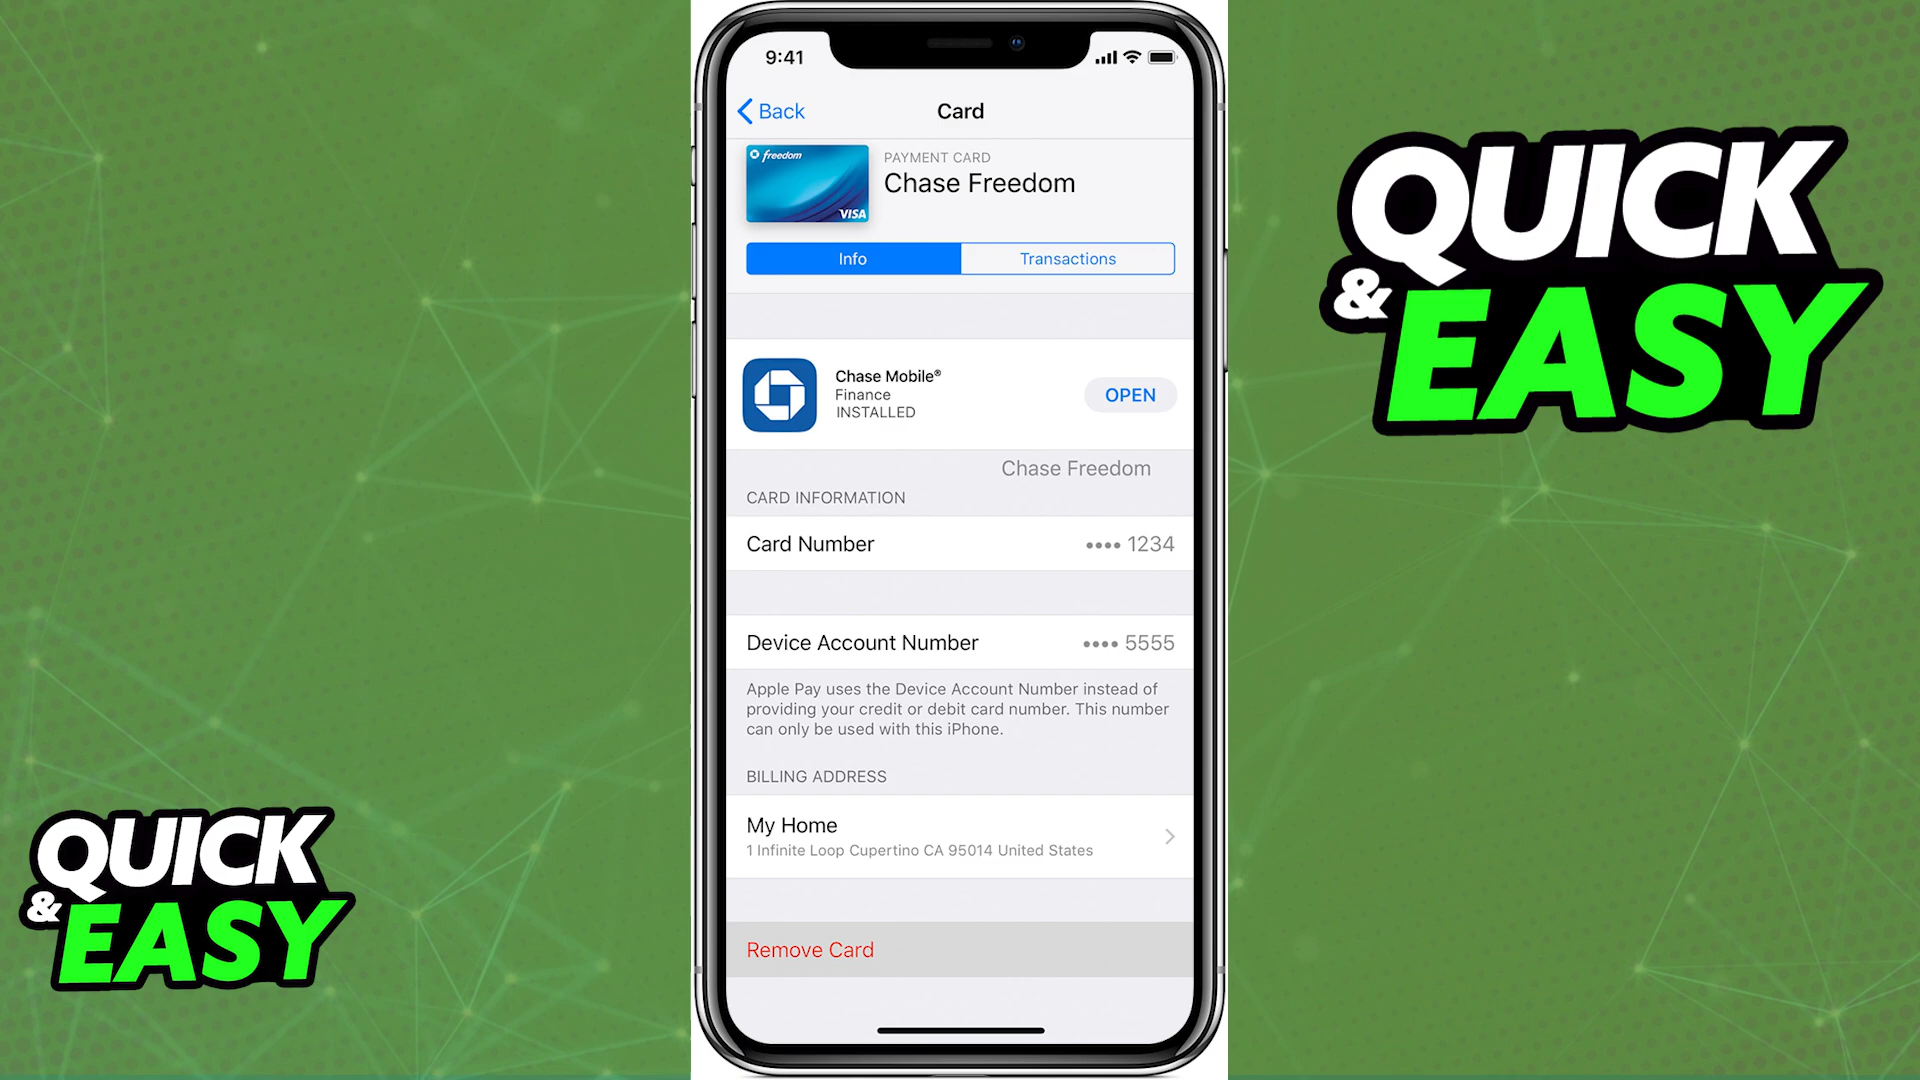 9:41
Back
Card
freedom
VISA
PAYMENT CARD
Chase Freedom
Info
Transactions
Chase Mobile®
Finance
INSTALLED
OPEN
Chase Freedom
CARD INFORMATION
Card Number
•••• 1234
Device Account Number
•••• 5555
Apple Pay uses the Device Account Number instead of
providing your credit or debit card number. This number
can only be used with this iPhone.
BILLING ADDRESS
My Home
1 Infinite Loop Cupertino CA 95014 United States
Remove Card
QUICK
& EASY
QUICK
& EASY